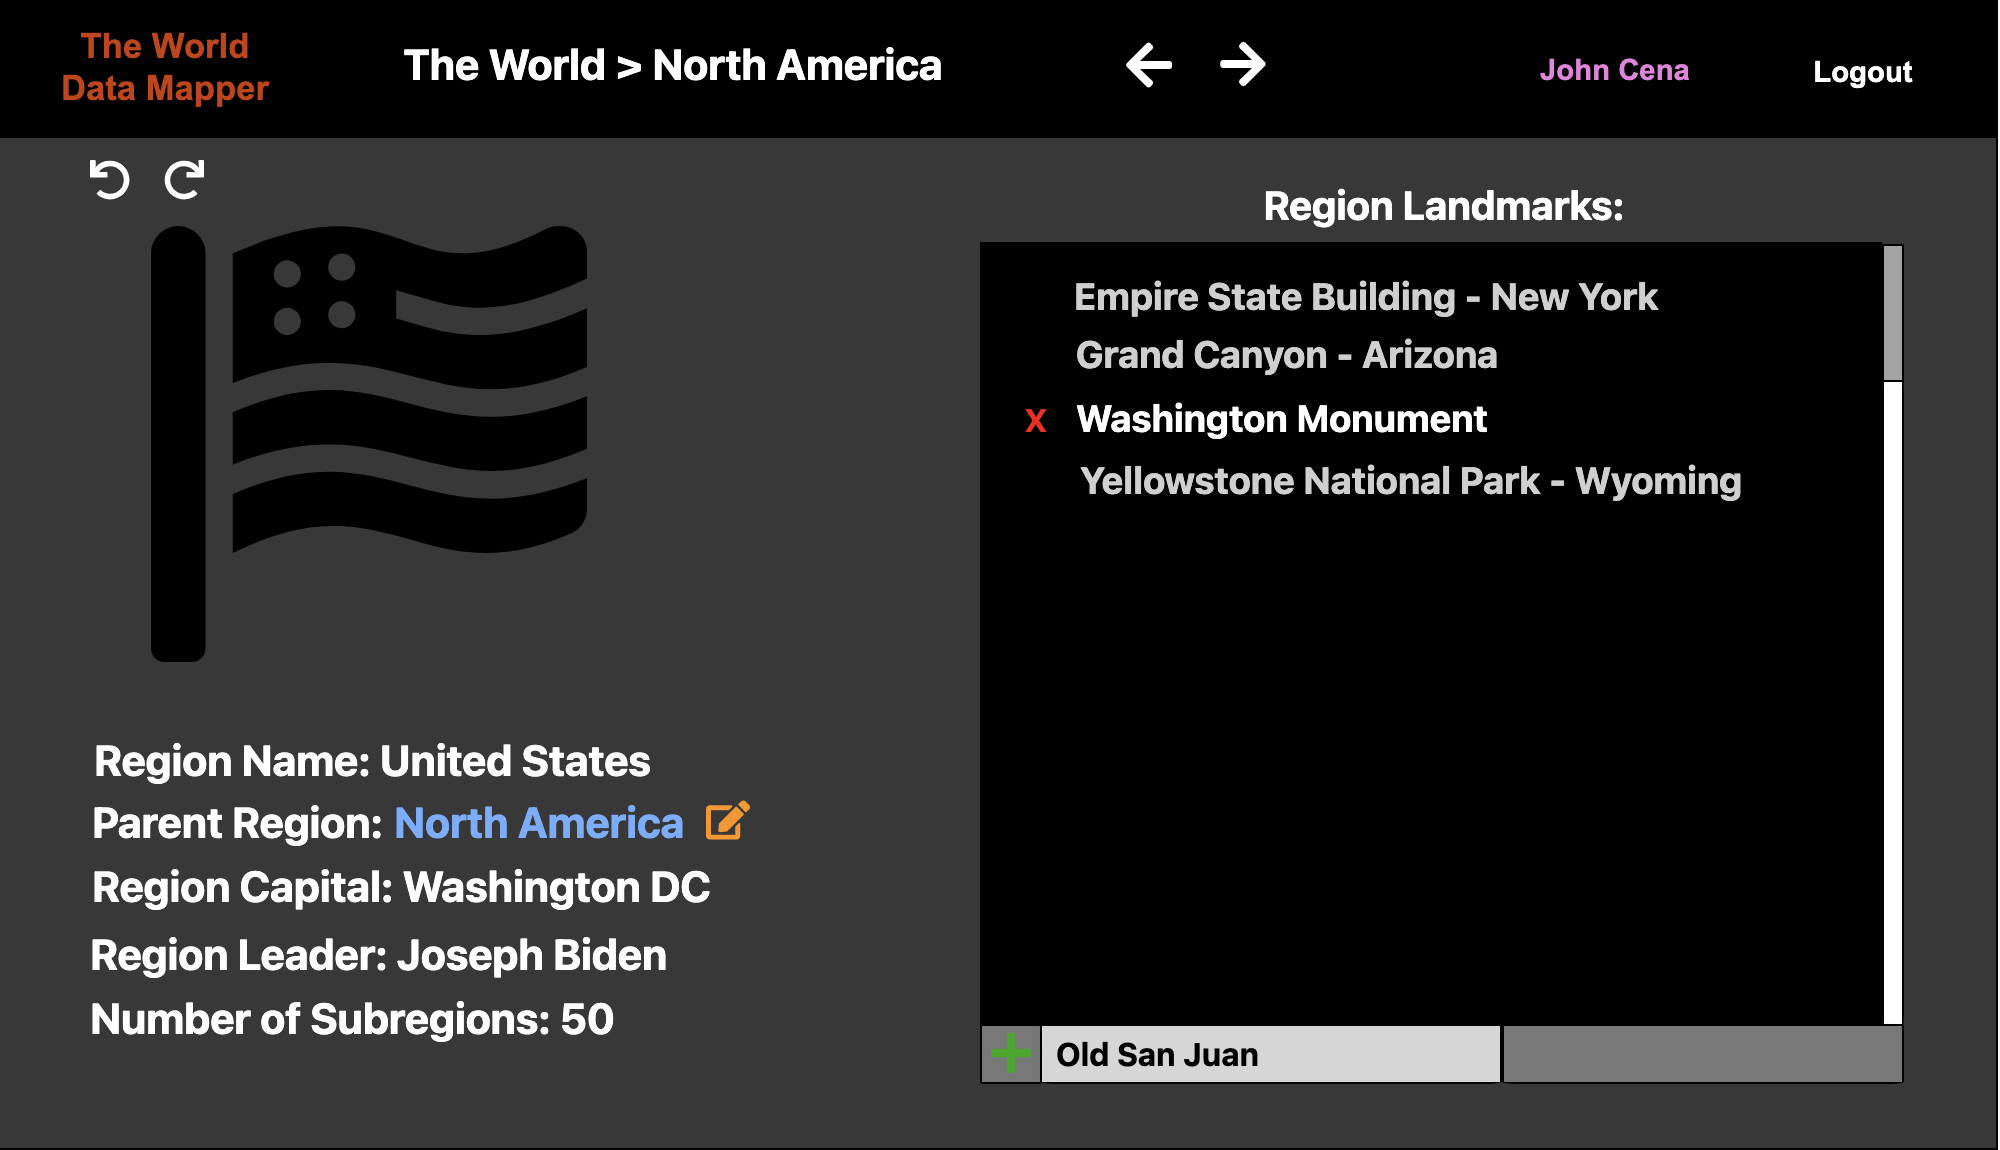 The World
Data Mapper
The World > North America
John Cena
Logout
Region Landmarks:
Empire State Building - New York
Grand Canyon - Arizona
X Washington Monument
Yellowstone National Park - Wyoming
Old San Juan
Region Name: United States
Parent Region: North America
Region Capital: Washington DC
Region Leader: Joseph Biden
Number of Subregions: 50